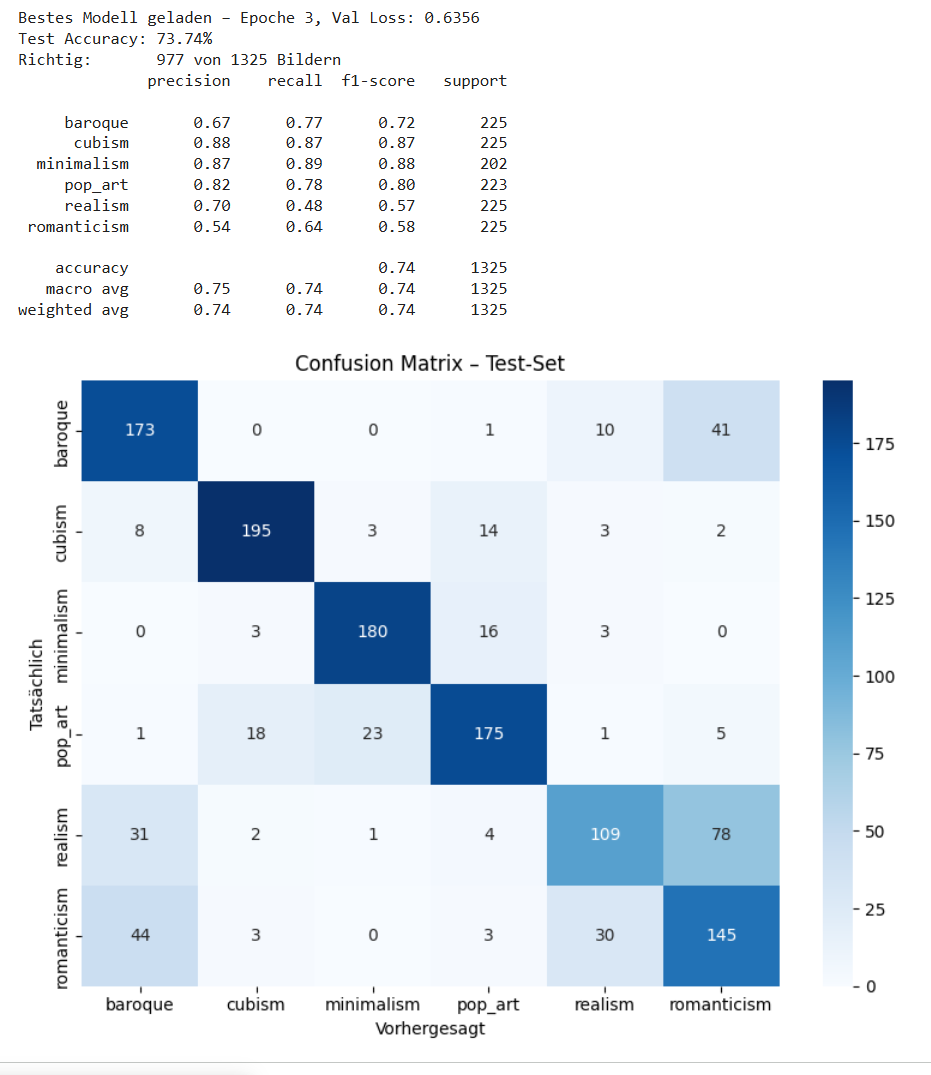 Bestes Modell geladen – Epoche 3, Val Loss: 0.6356
Test Accuracy: 73.74%
Richtig: 977 von 1325 Bildern
precision recall f1-score support
baroque 0.67 0.77 0.72 225
cubism 0.88 0.87 0.87 225
minimalism 0.87 0.89 0.88 202
pop_art 0.82 0.78 0.80 223
realism 0.70 0.48 0.57 225
romanticism 0.54 0.64 0.58 225
accuracy 0.74 1325
macro avg 0.75 0.74 0.74 1325
weighted avg 0.74 0.74 0.74 1325
Confusion Matrix – Test-Set
Tatsächlich
baroque 173 0 0 1 10 41
cubism 8 195 3 14 3 2
minimalism 0 3 180 16 3 0
pop_art 1 18 23 175 1 5
realism 31 2 1 4 109 78
romanticism 44 3 0 3 30 145
baroque cubism minimalism pop_art realism romanticism
Vorhergesagt
175
150
125
100
75
50
25
0